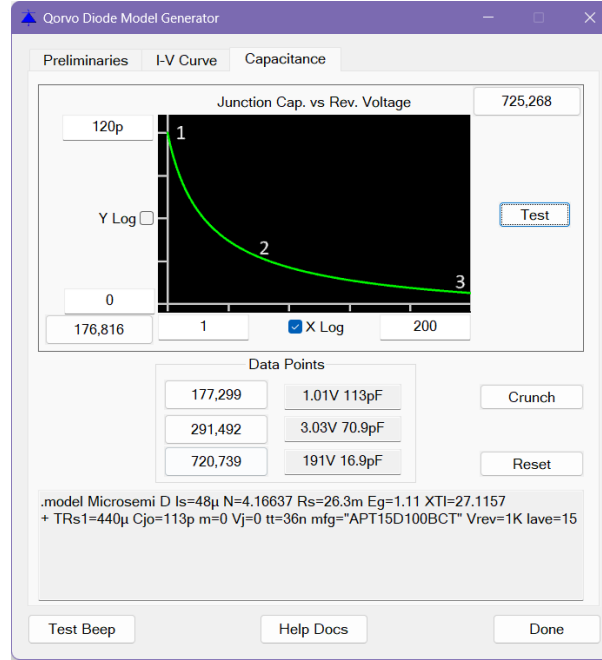 Qorvo Diode Model Generator
Preliminaries I-V Curve Capacitance
Junction Cap. vs Rev. Voltage 725,268
120p
1
Y Log Test
2
3
0
176,816 1 X Log 200
Data Points
177,299 1.01V 113pF Crunch
291,492 3.03V 70.9pF
720,739 191V 16.9pF Reset
.model Microsemi D Is=48µ N=4.16637 Rs=26.3m Eg=1.11 XTI=27.1157
+ TRs1=440µ Cjo=113p m=0 Vj=0 tt=36n mfg="APT15D100BCT" Vrev=1K Iave=15
Test Beep Help Docs Done